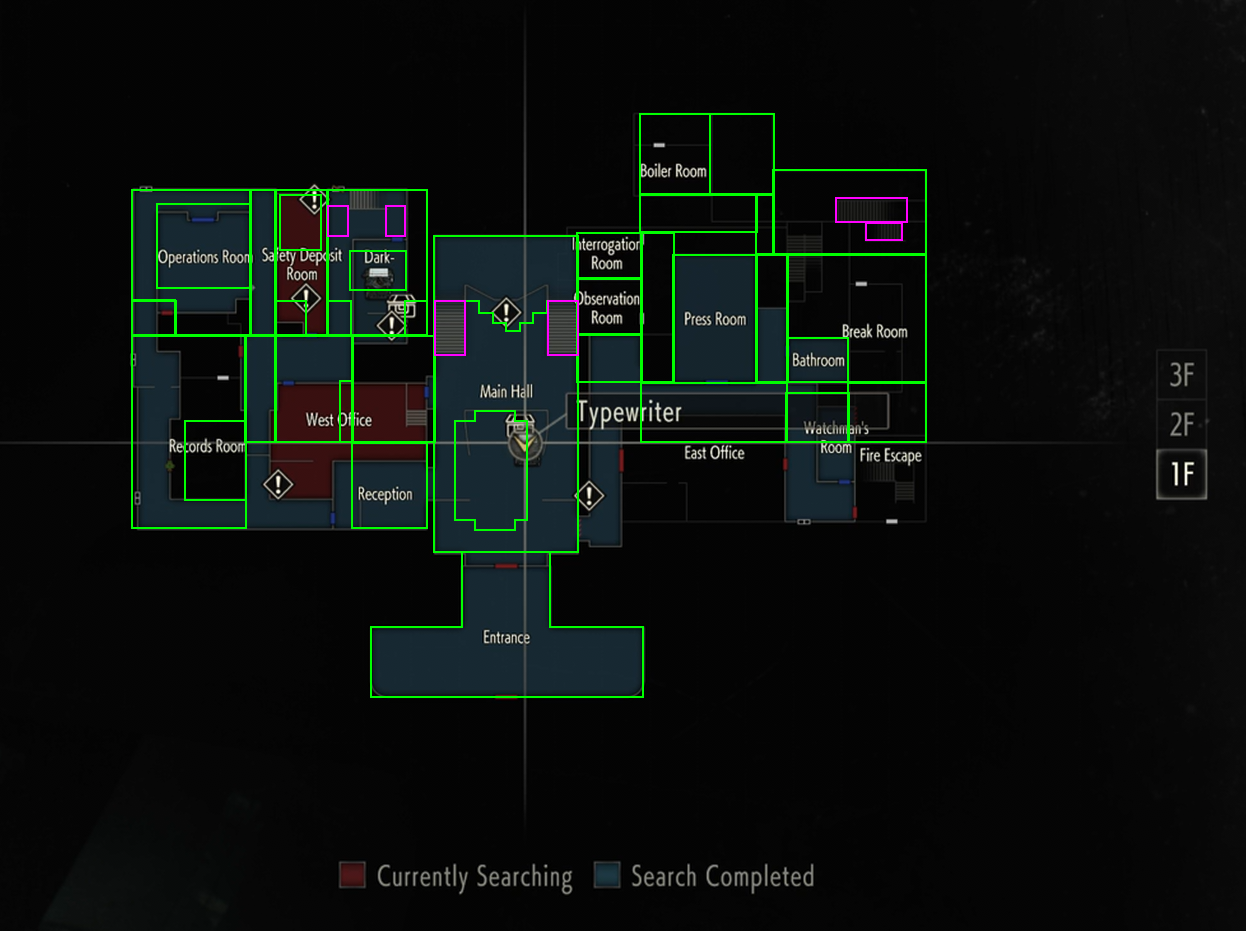 Boiler Room
Interrogation
Room
Operations Room
Safety Deposit
Room
Dark-
Observation
Room
Press Room
Break Room
Bathroom
3F
Main Hall
Typewriter
2F
West Office
Watchman's
Room
Records Room
East Office
Fire Escape
1F
Reception
Entrance
Currently Searching
Search Completed